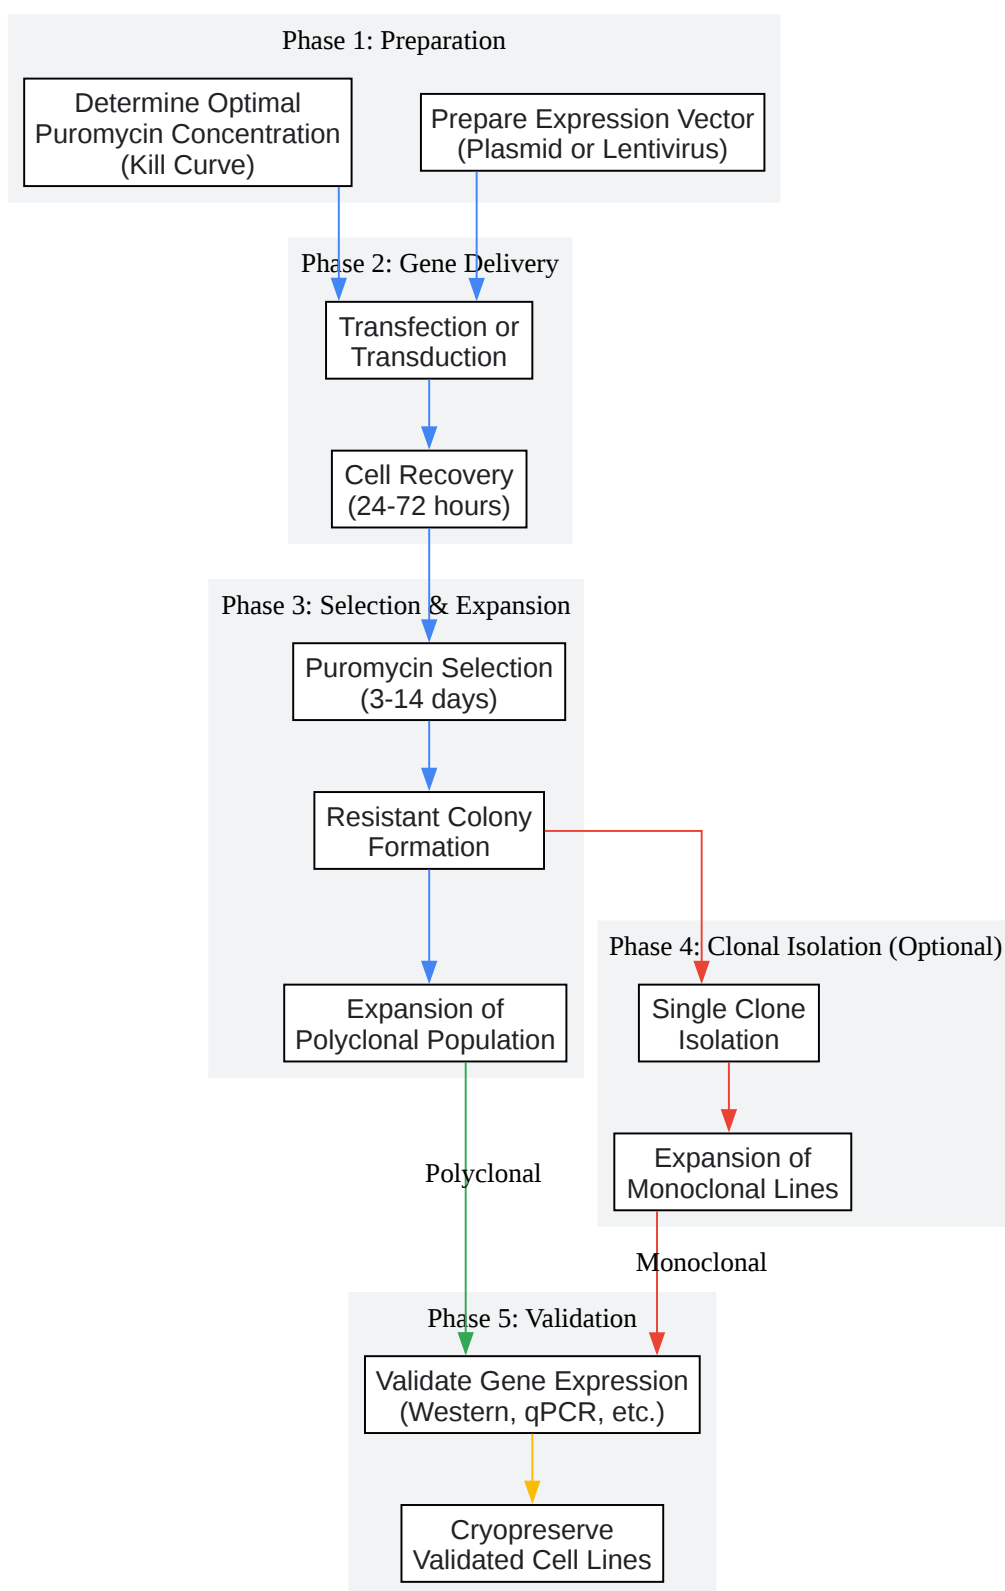 Phase 1: Preparation
Determine Optimal
Puromycin Concentration
(Kill Curve)
Prepare Expression Vector
(Plasmid or Lentivirus)
Phase 2: Gene Delivery
Transfection or
Transduction
Cell Recovery
(24-72 hours)
Phase 3: Selection & Expansion
Puromycin Selection
(3-14 days)
Resistant Colony
Formation
Expansion of
Polyclonal Population
Phase 4: Clonal Isolation (Optional)
Single Clone
Isolation
Expansion of
Monoclonal Lines
Polyclonal
Monoclonal
Phase 5: Validation
Validate Gene Expression
(Western, qPCR, etc.)
Cryopreserve
Validated Cell Lines